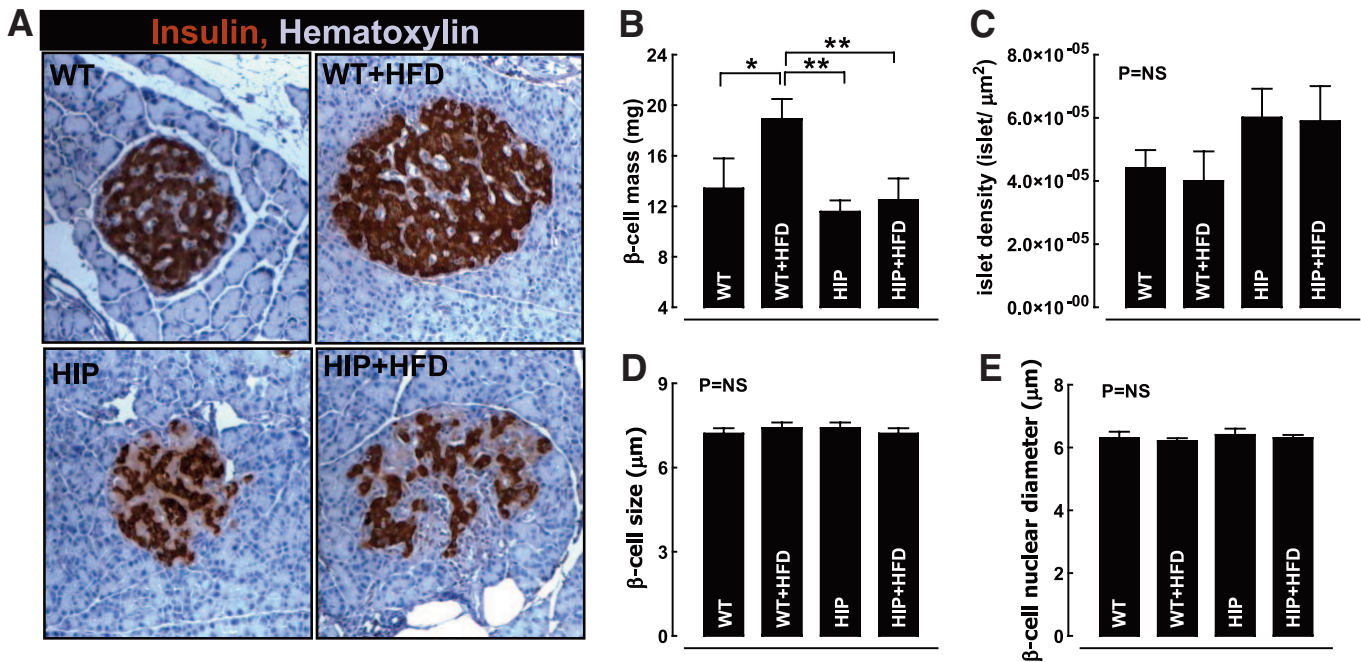 A
Insulin, Hematoxylin
WT
WT+HFD
HIP
HIP+HFD
B
β-cell mass (mg)
24
20
16
12
8
4
*
**
**
WT
WT+HFD
HIP
HIP+HFD
C
islet density (islet/ μm²)
8.0×10⁻⁰⁵
6.0×10⁻⁰⁵
4.0×10⁻⁰⁵
2.0×10⁻⁰⁵
0.0×10⁻⁰⁰
P=NS
WT
WT+HFD
HIP
HIP+HFD
D
β-cell size (μm)
9
6
3
0
P=NS
WT
WT+HFD
HIP
HIP+HFD
E
β-cell nuclear diameter (μm)
8
6
4
2
0
P=NS
WT
WT+HFD
HIP
HIP+HFD